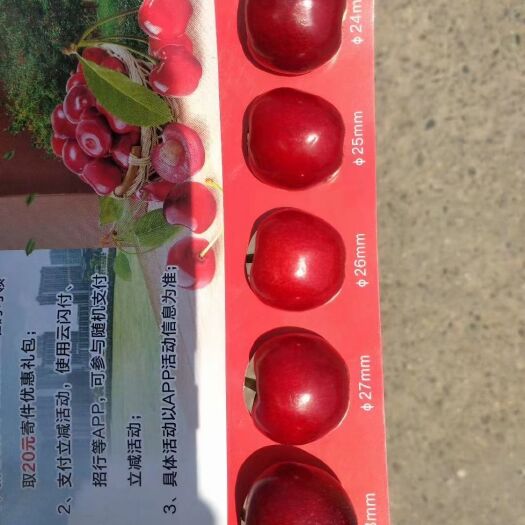 取20元寄件优惠礼包；
2、支付立减活动，使用云闪付、
招行等APP，可参与随机支付
立减活动；
3、具体活动以APP活动信息为准；
φ24m
φ25mm
φ26mm
φ27mm